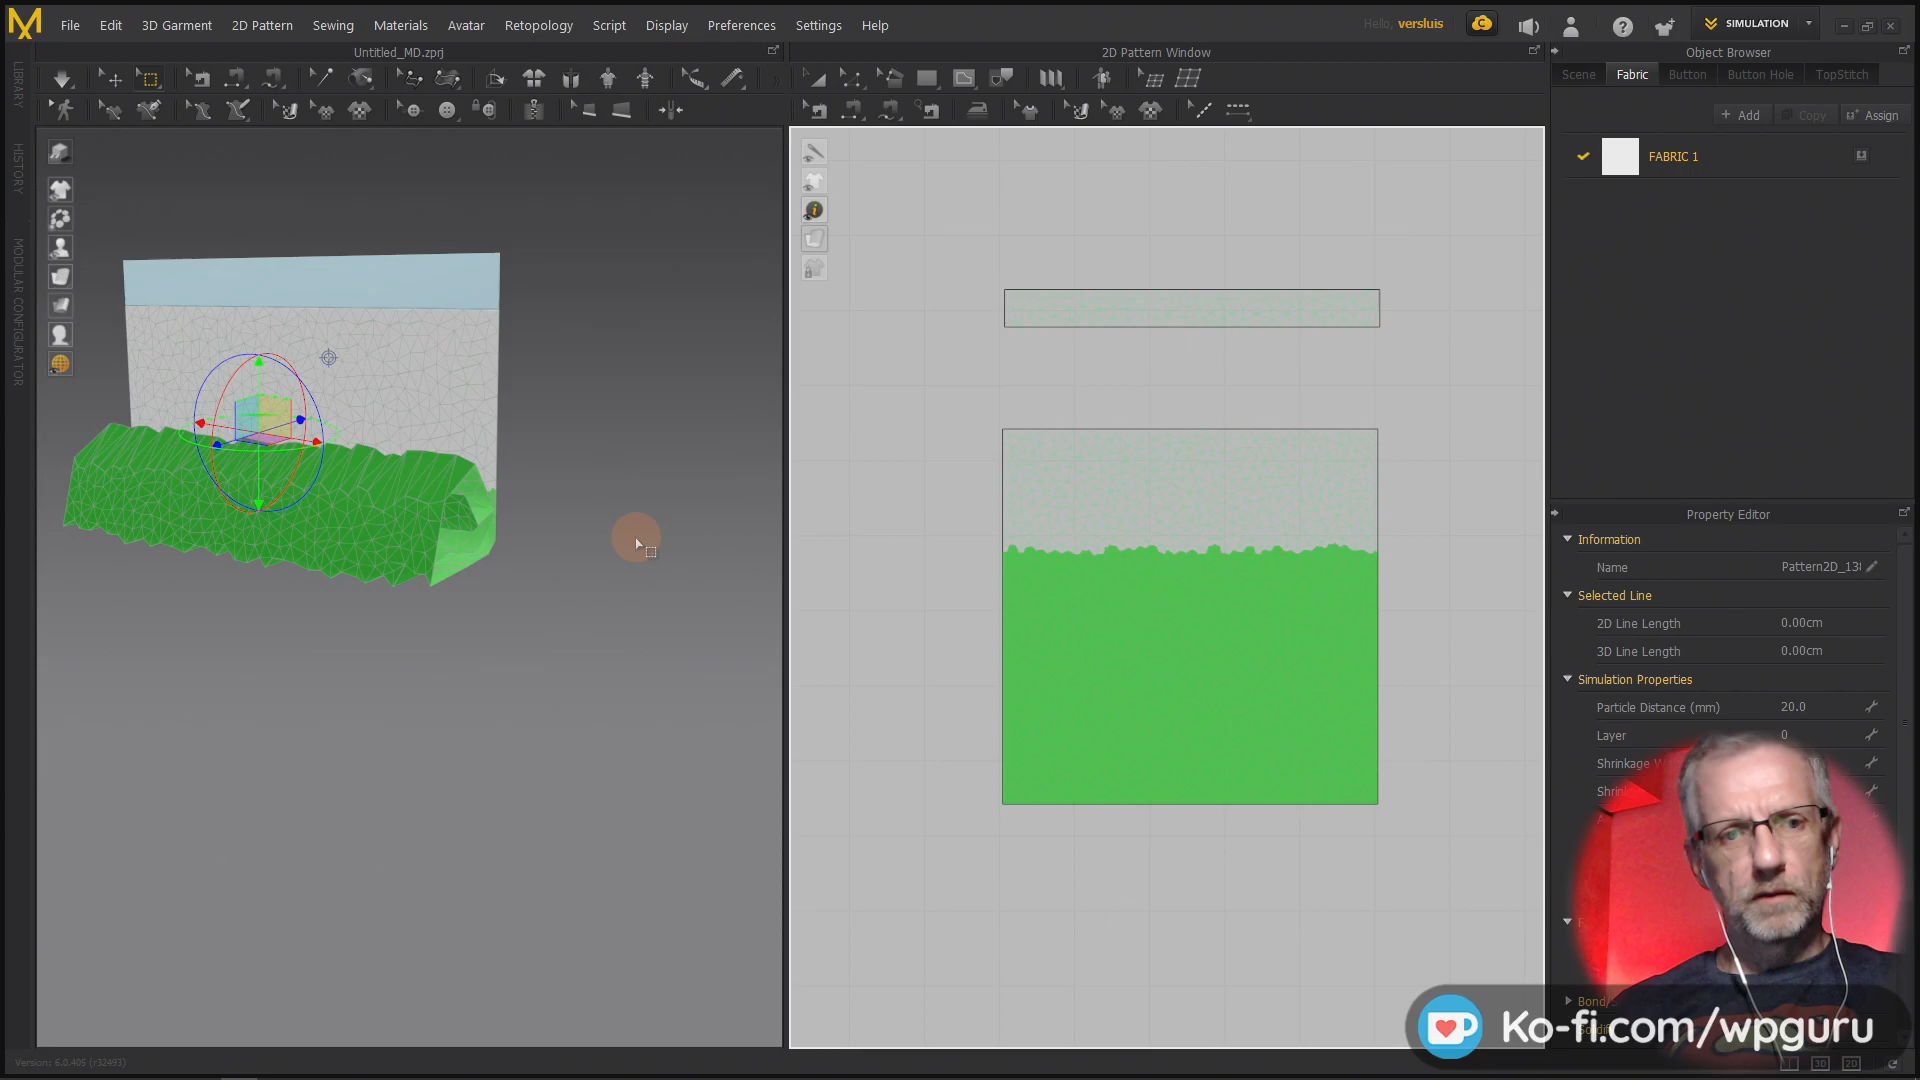 File Edit 3D Garment 2D Pattern Sewing Materials Avatar Retopology Script Display Preferences Settings Help
Hello, versluis
SIMULATION
Untitled_MD.zprj
2D Pattern Window
Object Browser
Scene Fabric Button Button Hole TopStitch
+ Add Copy Assign
FABRIC 1
LIBRARY
HISTORY
MODULAR CONFIGURATOR
Property Editor
Information
Name Pattern2D_13
Selected Line
2D Line Length 0.00cm
3D Line Length 0.00cm
Simulation Properties
Particle Distance (mm) 20.0
Layer 0
Shrinkage
Shrin
Bond/
Ko-fi.com/wpguru
Version: 6.0.405 (r32493)
3D 2D